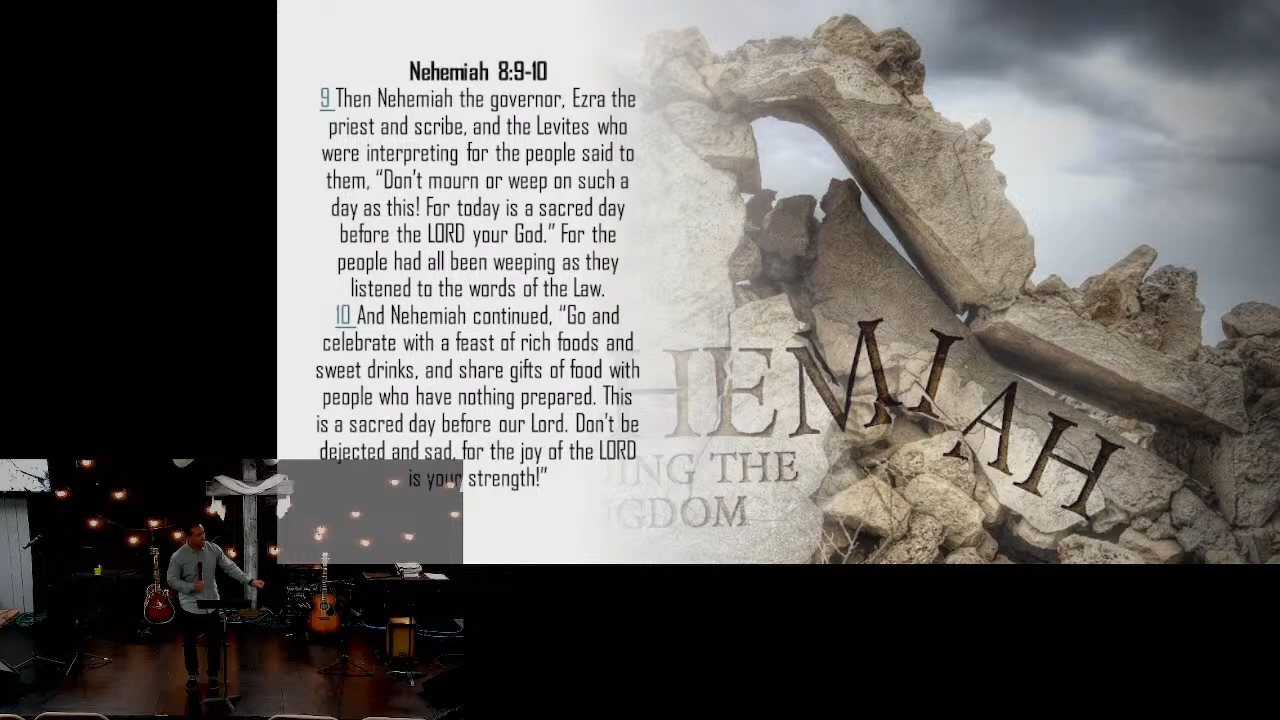 Nehemiah 8:9-10
9 Then Nehemiah the governor, Ezra the
priest and scribe, and the Levites who
were interpreting for the people said to
them, “Don’t mourn or weep on such a
day as this! For today is a sacred day
before the LORD your God.” For the
people had all been weeping as they
listened to the words of the Law.
10 And Nehemiah continued, “Go and
celebrate with a feast of rich foods and
sweet drinks, and share gifts of food with
people who have nothing prepared. This
is a sacred day before our Lord. Don’t be
dejected and sad, for the joy of the LORD
is your strength!”
HEMIAH
ING THE
GDOM